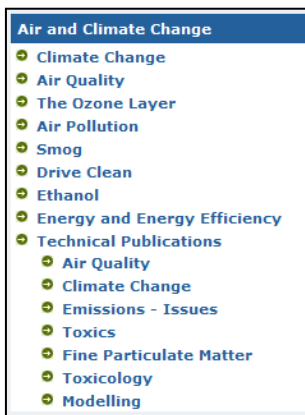 Air and Climate Change
Climate Change
Air Quality
The Ozone Layer
Air Pollution
Smog
Drive Clean
Ethanol
Energy and Energy Efficiency
Technical Publications
Air Quality
Climate Change
Emissions - Issues
Toxics
Fine Particulate Matter
Toxicology
Modelling